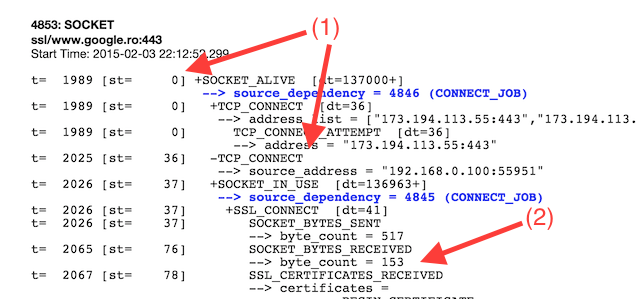 4853: SOCKET
ssl/www.google.ro:443
Start Time: 2015-02-03 22:12:52.299
(1)
t= 1989 [st= 0] +SOCKET_ALIVE [dt=137000+]
--> source_dependency = 4846 (CONNECT_JOB)
t= 1989 [st= 0] +TCP_CONNECT [dt=36]
--> address_list = ["173.194.113.55:443","173.194.113.
t= 1989 [st= 0] TCP_CONNECT_ATTEMPT [dt=36]
--> address = "173.194.113.55:443"
t= 2025 [st= 36] -TCP_CONNECT
--> source_address = "192.168.0.100:55951"
t= 2026 [st= 37] +SOCKET_IN_USE [dt=136963+]
--> source_dependency = 4845 (CONNECT_JOB)
t= 2026 [st= 37] +SSL_CONNECT [dt=41]
t= 2026 [st= 37] SOCKET_BYTES_SENT
--> byte_count = 517
(2)
t= 2065 [st= 76] SOCKET_BYTES_RECEIVED
--> byte_count = 153
t= 2067 [st= 78] SSL_CERTIFICATES_RECEIVED
--> certificates =